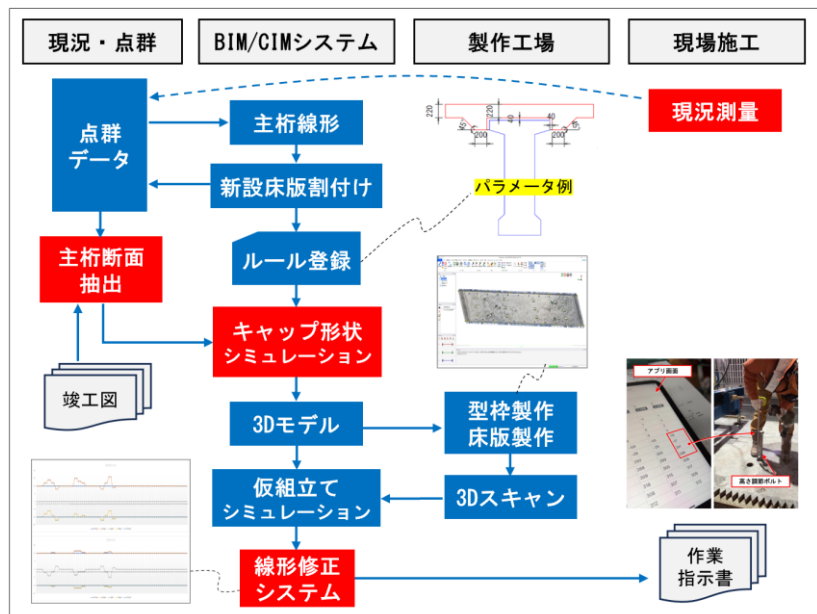 現況・点群
BIM/CIMシステム
製作工場
現場施工
点群
データ
主桁線形
新設床版割付け
ルール登録
主桁断面
抽出
キャップ形状
シミュレーション
竣工図
3Dモデル
仮組立て
シミュレーション
線形修正
システム
220
220
40
40
45°
45°
200
200
パラメータ例
型枠製作
床版製作
3Dスキャン
現況測量
アプリ画面
高さ調節ボルト
作業
指示書